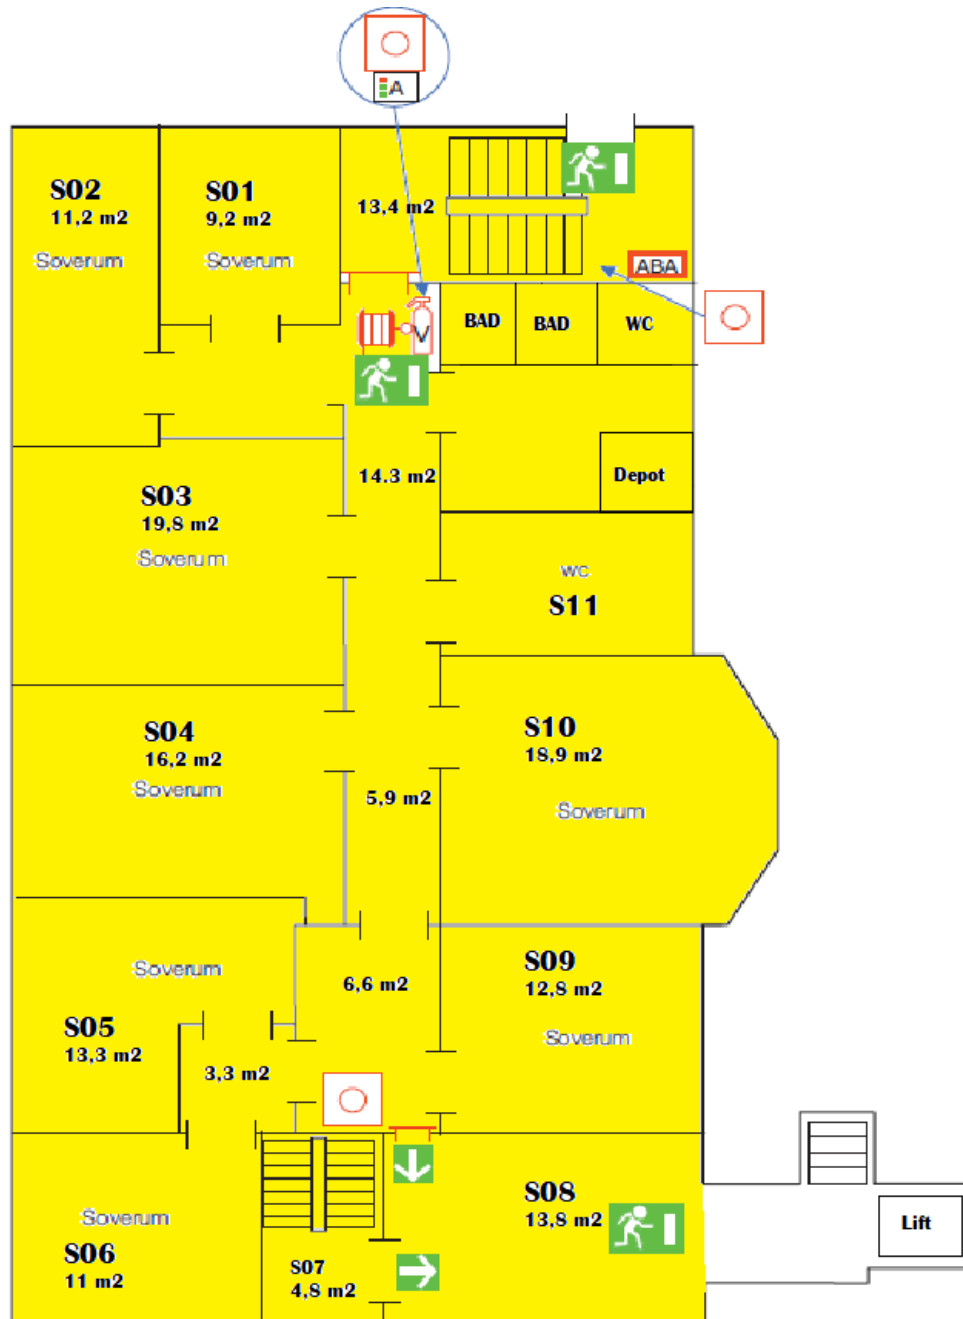 A
S02
11,2 m2
Soverum
S01
9,2 m2
Soverum
13,4 m2
ABA
V
BAD
BAD
WC
14.3 m2
Depot
S03
19,8 m2
Soverum
wc
S11
S04
16,2 m2
Soverum
5,9 m2
S10
18,9 m2
Soverum
Soverum
S05
13,3 m2
6,6 m2
S09
12,8 m2
Soverum
3,3 m2
Soverum
S06
11 m2
S07
4,8 m2
S08
13,8 m2
Lift